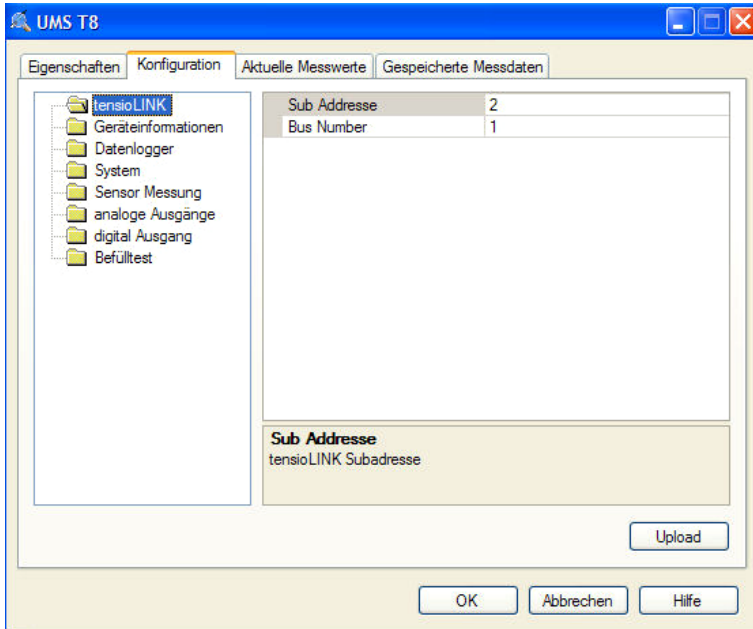 UMS T8
Eigenschaften Konfiguration Aktuelle Messwerte Gespeicherte Messdaten
tensioLINK
Geräteinformationen
Datenlogger
System
Sensor Messung
analoge Ausgänge
digital Ausgang
Befülltest
Sub Addresse 2
Bus Number 1
Sub Addresse
tensioLINK Subadresse
Upload
OK Abbrechen Hilfe